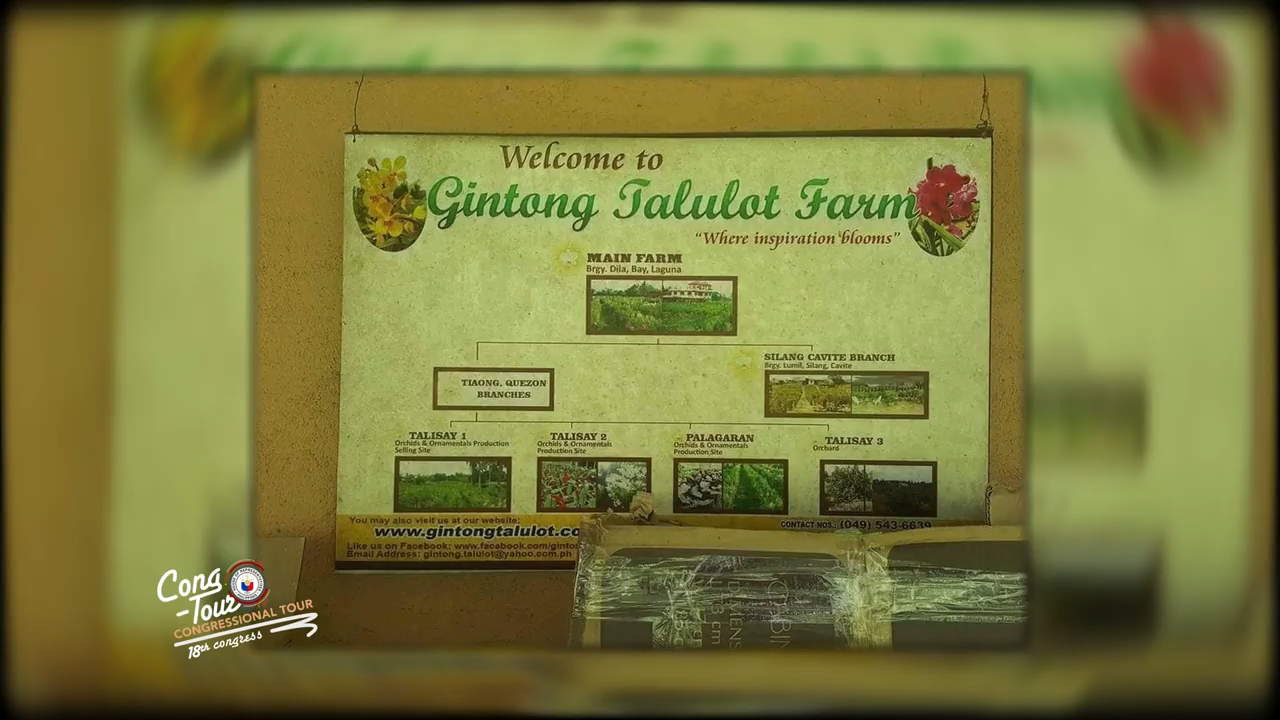 Welcome to
Gintong Talulot Farm
“Where inspiration blooms”
MAIN FARM
Brgy. Dila, Bay, Laguna
SILANG CAVITE BRANCH
Brgy. Lumil, Silang, Cavite
TIAONG, QUEZON
BRANCHES
TALISAY 1
Orchids & Ornamentals Production
Selling Site
TALISAY 2
Orchids & Ornamentals
Production Site
PALAGARAN
Orchids & Ornamentals
Production Site
TALISAY 3
Orchard
You may also visit us at our website:
www.gintongtalulot.co
Like us on Facebook: www.facebook.com/ginto
Email Address: gintong.talulot@yahoo.com.ph
CONTACT NOS.: (049) 543-6639
CABIN
cm
Cong
-Tour
CONGRESSIONAL TOUR
18th congress